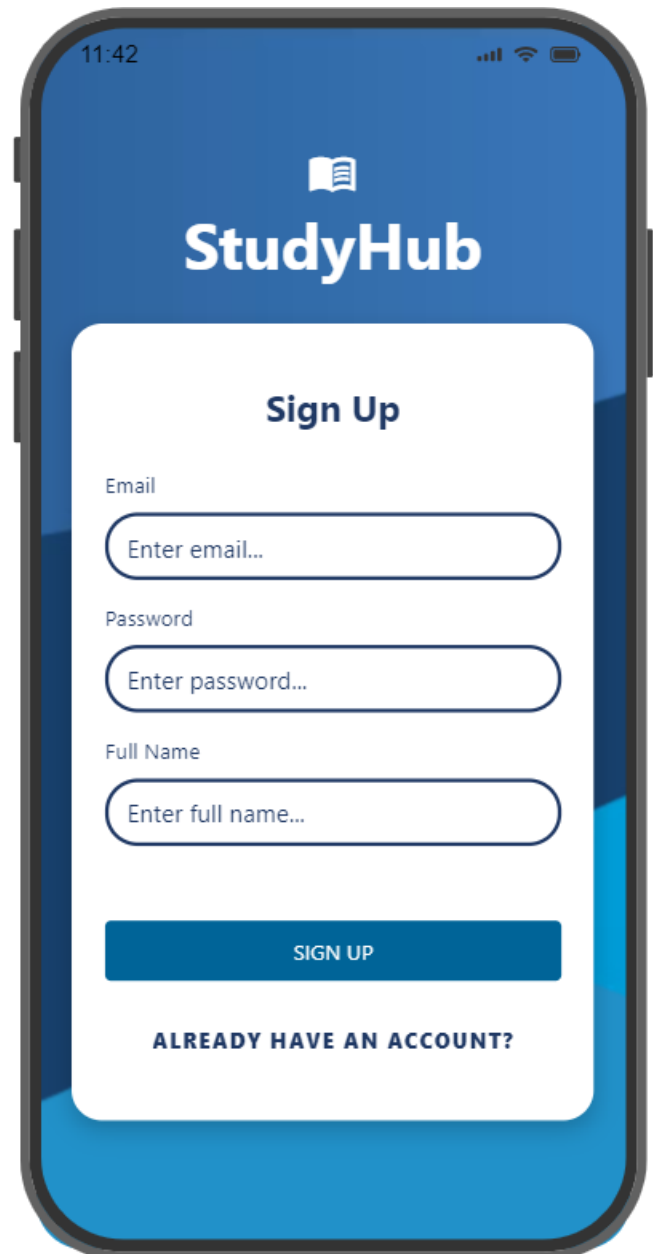 11:42
StudyHub
Sign Up
Email
Enter email...
Password
Enter password...
Full Name
Enter full name...
SIGN UP
ALREADY HAVE AN ACCOUNT?